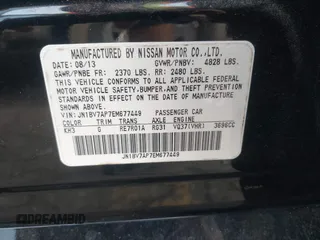 MANUFACTURED BY NISSAN MOTOR CO.,LTD.
DATE: 08/13 GVWR/PNBV: 4828 LBS.
GAWR/PNBE FR: 2370 LBS. RR: 2480 LBS.
THIS VEHICLE CONFORMS TO ALL APPLICABLE FEDERAL
MOTOR VEHICLE SAFETY, BUMPER, AND THEFT
PREVENTION STANDARDS IN EFFECT ON THE DATE OF MANUFACTURE
SHOWN ABOVE.
VIN: JN1BV7AP7EM677449 PASSENGER CAR
COLOR TRIM TRANS AXLE ENGINE
KH3 G RE7R01A R031 VQ37(VHR) 3696CC
JN1BV7AP7EM677449